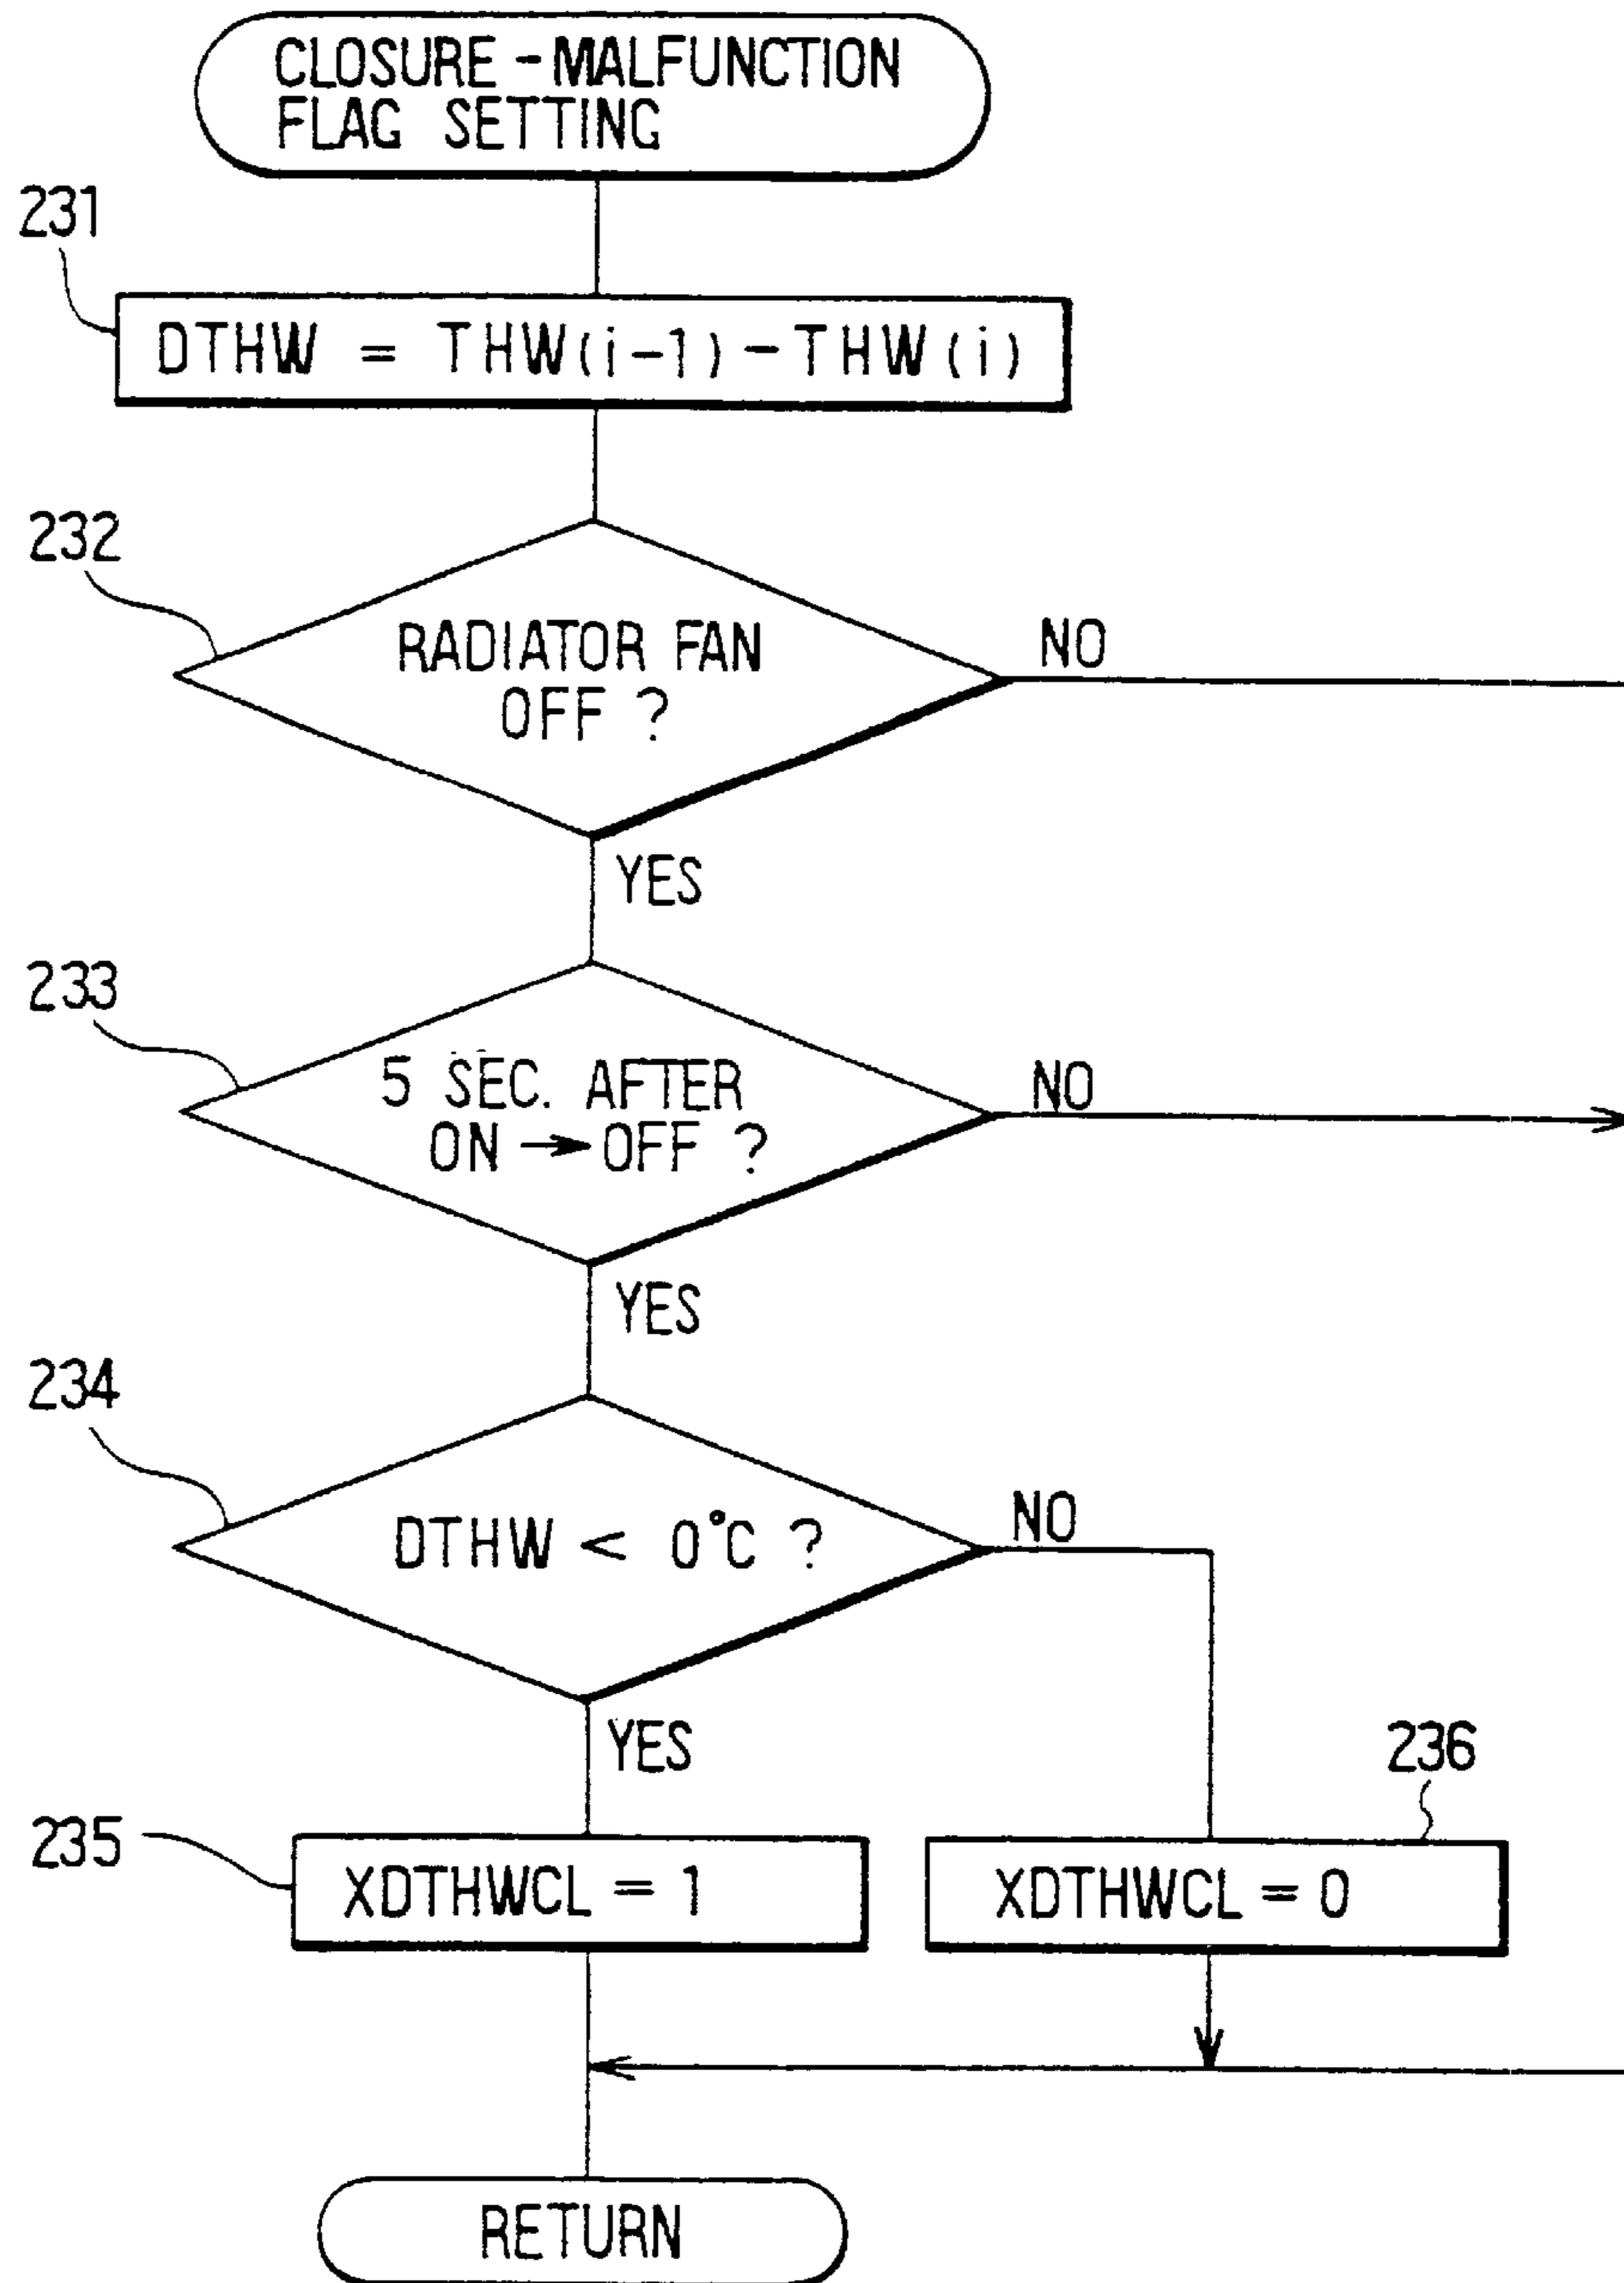 CLOSURE-MALFUNCTION
FLAG SETTING
231
DTHW = THW(i-1)-THW(i)
232
RADIATOR FAN
OFF ?
NO
YES
233
5 SEC. AFTER
ON → OFF ?
NO
YES
234
DTHW < 0°C ?
NO
YES
235
XDTHWCL = 1
236
XDTHWCL = 0
RETURN